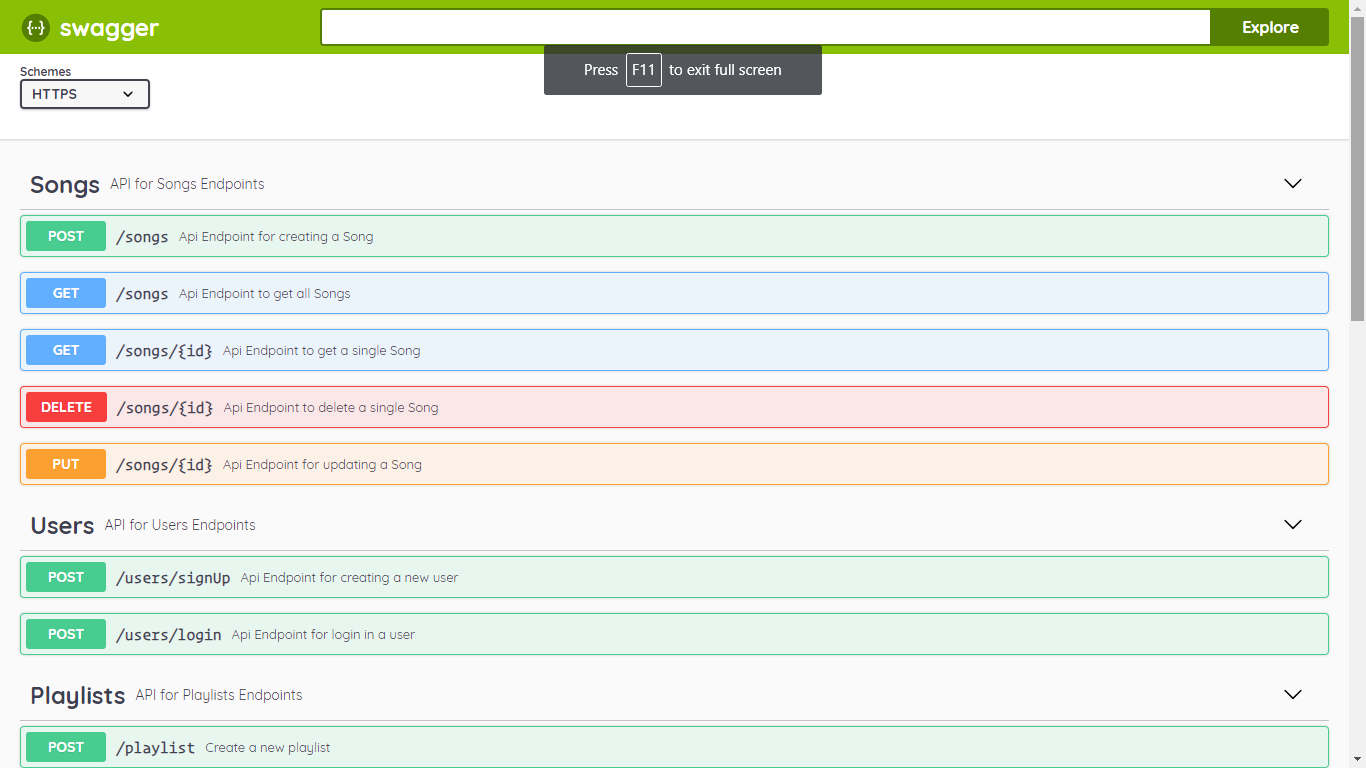 {···} swagger
Explore
Press F11 to exit full screen
Schemes
HTTPS
Songs API for Songs Endpoints
POST /songs Api Endpoint for creating a Song
GET /songs Api Endpoint to get all Songs
GET /songs/{id} Api Endpoint to get a single Song
DELETE /songs/{id} Api Endpoint to delete a single Song
PUT /songs/{id} Api Endpoint for updating a Song
Users API for Users Endpoints
POST /users/signUp Api Endpoint for creating a new user
POST /users/login Api Endpoint for login in a user
Playlists API for Playlists Endpoints
POST /playlist Create a new playlist